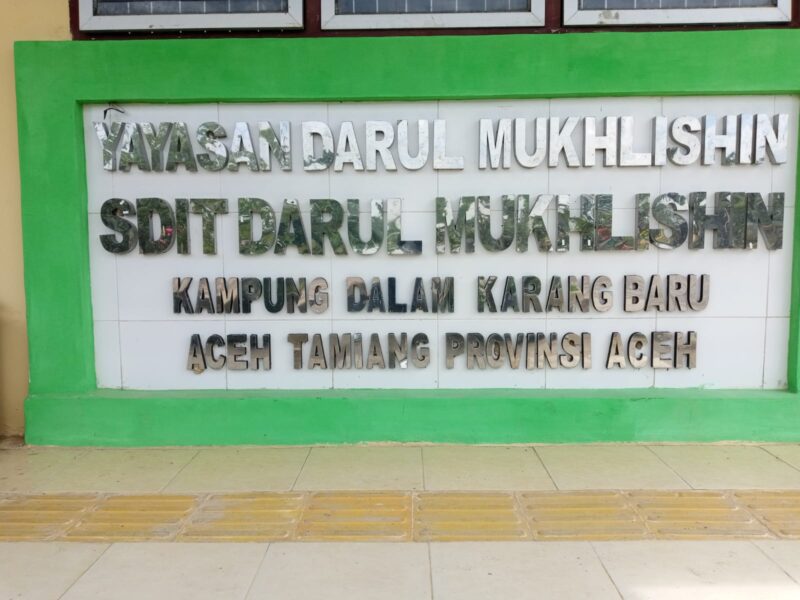 YAYASAN DARUL MUKHLISHIN
SDIT DARUL MUKHLISHIN
KAMPUNG DALAM KARANG BARU
ACEH TAMIANG PROVINSI ACEH